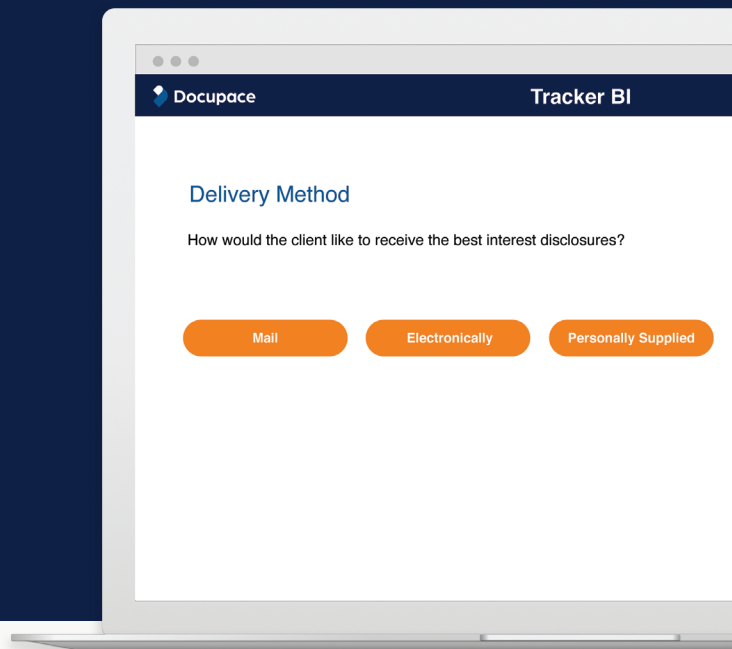 Docupace
Tracker BI
Delivery Method
How would the client like to receive the best interest disclosures?
Mail
Electronically
Personally Supplied